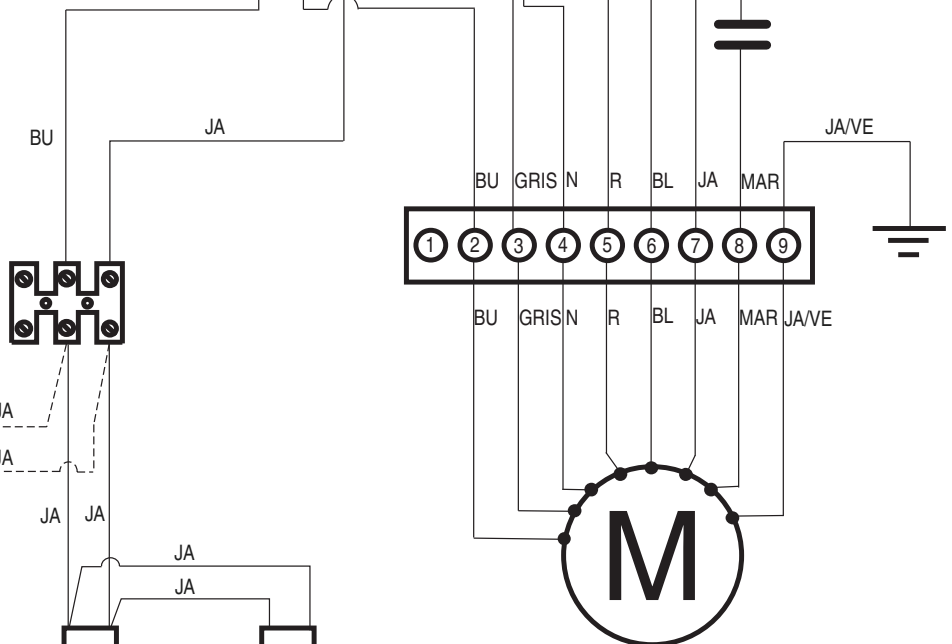 JA
JA/VE
BU
BU GRIS N R BL JA MAR
1 2 3 4 5 6 7 8 9
BU GRIS N R BL JA MAR JA/VE
JA
JA
JA JA
M
JA
JA